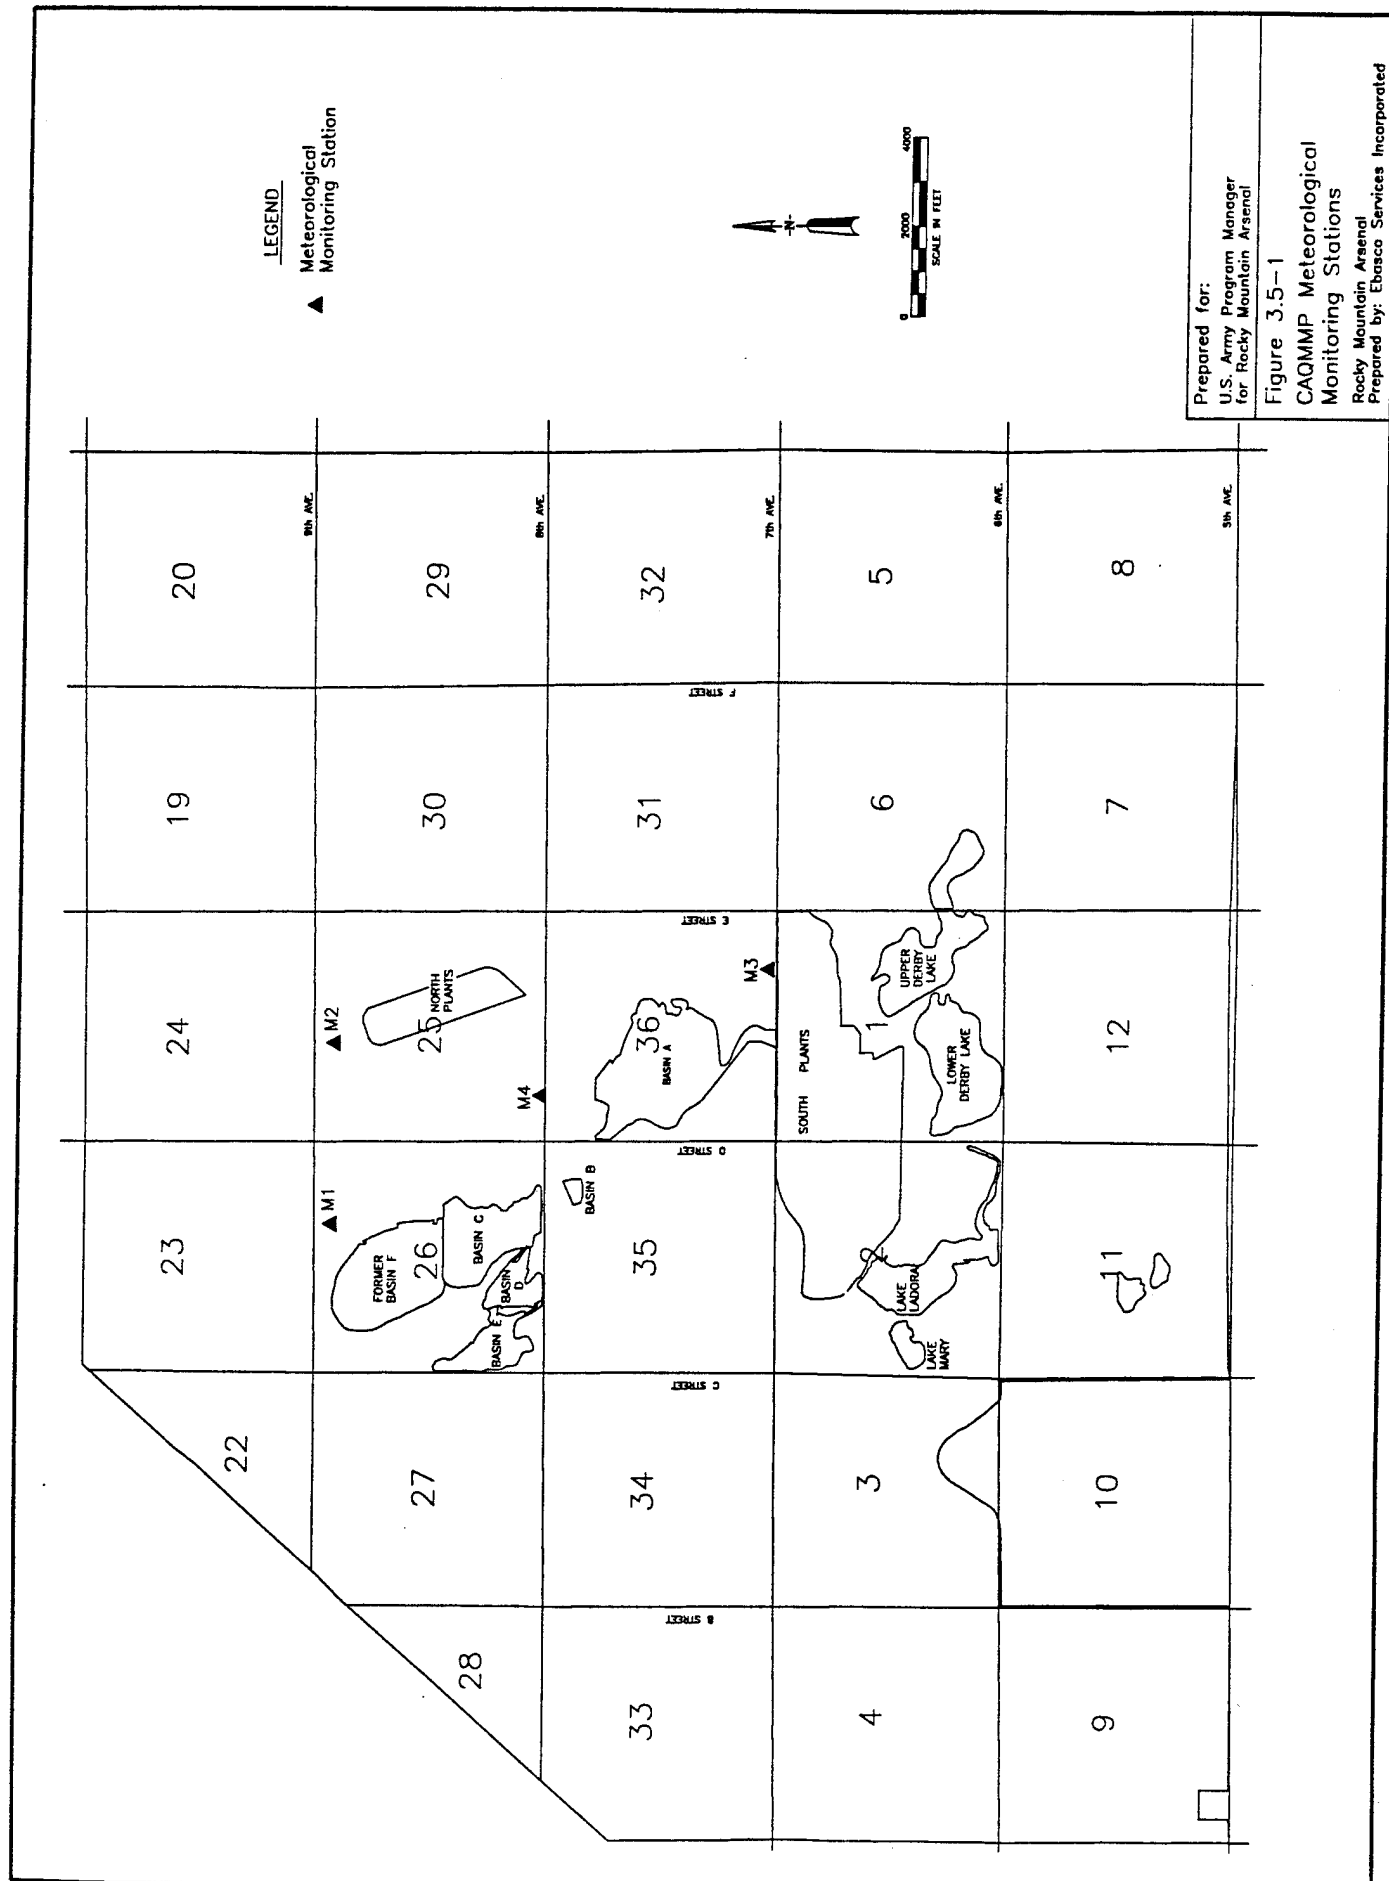 LEGEND
Meteorological
Monitoring Station
-N-
0 2000 4000
SCALE IN FEET
20
19
24
23
22
9th AVE.
29
30
M2
25
NORTH
PLANTS
M1
FORMER
BASIN F
26
BASIN C
BASIN
D
BASIN E
27
28
8th AVE.
M4
32
31
36
BASIN A
BASIN B
35
34
33
F STREET
E STREET
D STREET
C STREET
B STREET
M3
7th AVE.
5
6
1
SOUTH PLANTS
UPPER
DERBY
LAKE
LOWER
DERBY LAKE
2
LAKE
LADORA
LAKE
MARY
3
4
6th AVE.
8
7
12
11
10
9
5th AVE.
Prepared for:
U.S. Army Program Manager
for Rocky Mountain Arsenal
Figure 3.5-1
CAQMMP Meteorological
Monitoring Stations
Rocky Mountain Arsenal
Prepared by: Ebasco Services Incorporated